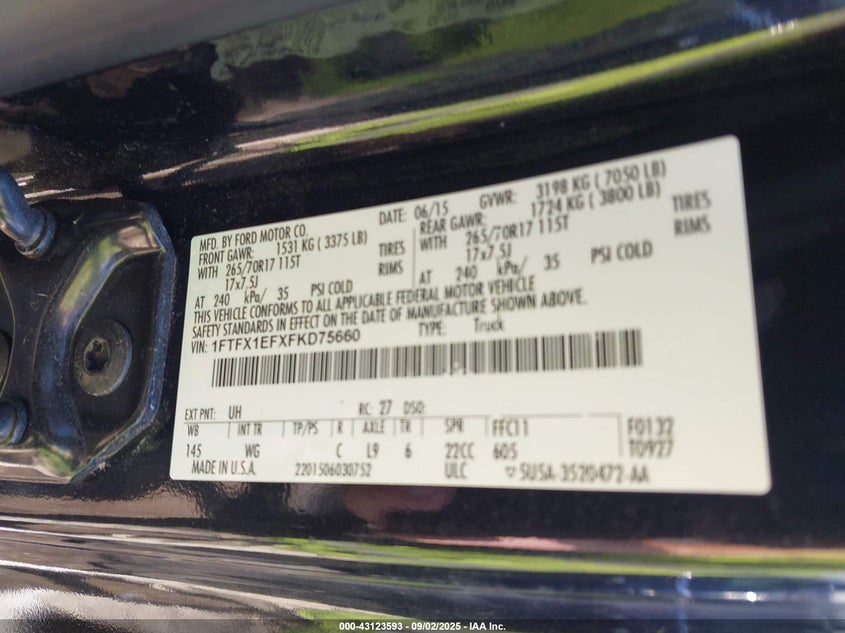 MFD. BY FORD MOTOR CO.
DATE: 06/15 GVWR: 3198 KG ( 7050 LB)
FRONT GAWR: 1531 KG ( 3375 LB)
REAR GAWR: 1724 KG ( 3800 LB)
WITH 265/70R17 115T TIRES
WITH 265/70R17 115T TIRES
17x7.5J RIMS
17x7.5J RIMS
AT 240 kPa/ 35 PSI COLD
AT 240 kPa/ 35 PSI COLD
THIS VEHICLE CONFORMS TO ALL APPLICABLE FEDERAL MOTOR VEHICLE
SAFETY STANDARDS IN EFFECT ON THE DATE OF MANUFACTURE SHOWN ABOVE.
VIN: 1FTFX1EFXFKD75660 TYPE: Truck
EXT PNT: UH RC: 27 DSO:
WB INT TR TP/PS R AXLE TR SPR FFC11 F0132
145 WG C L9 6 22CC 605 T0927
MADE IN U.S.A. 2201506030752 ULC 5U5A-3520472-AA
000-43123593 - 09/02/2025 - IAA Inc.